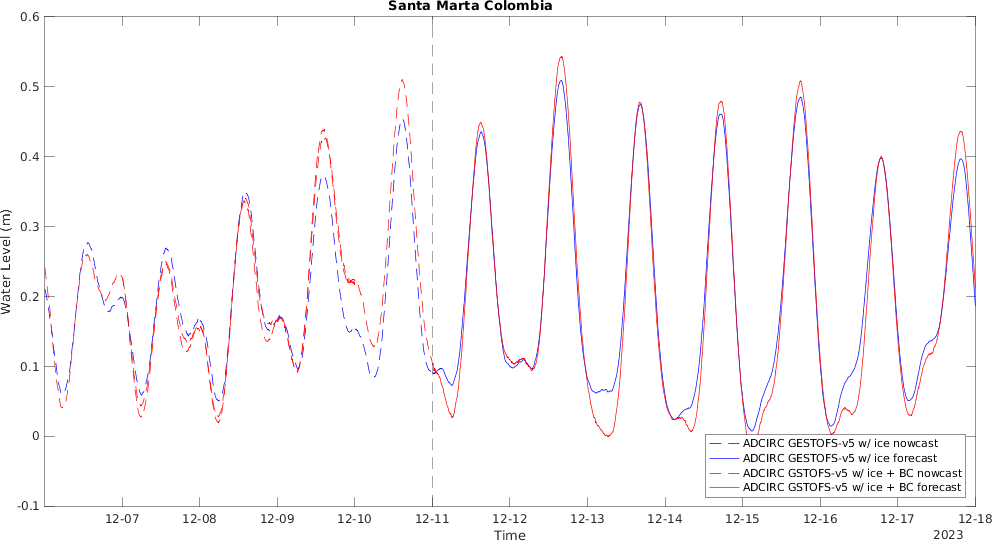 Santa Marta Colombia
0.6
0.5
0.4
0.3
0.2
0.1
0
-0.1
Water Level (m)
ADCIRC GESTOFS-v5 w/ ice nowcast
ADCIRC GESTOFS-v5 w/ ice forecast
ADCIRC GSTOFS-v5 w/ ice + BC nowcast
ADCIRC GSTOFS-v5 w/ ice + BC forecast
12-07 12-08 12-09 12-10 12-11 12-12 12-13 12-14 12-15 12-16 12-17 12-18
Time
2023